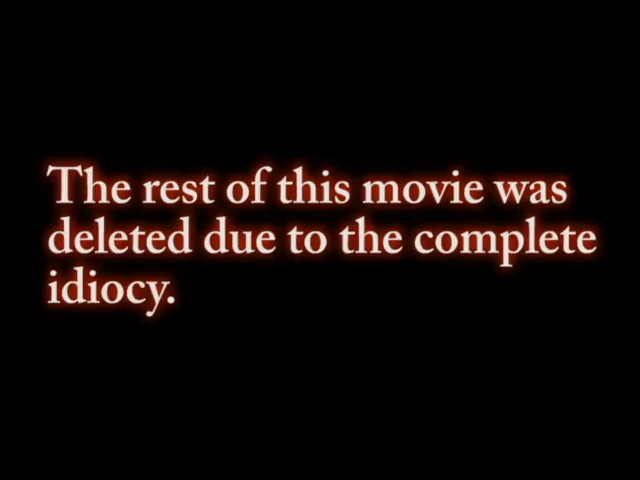 The rest of this movie was
deleted due to the complete
idiocy.